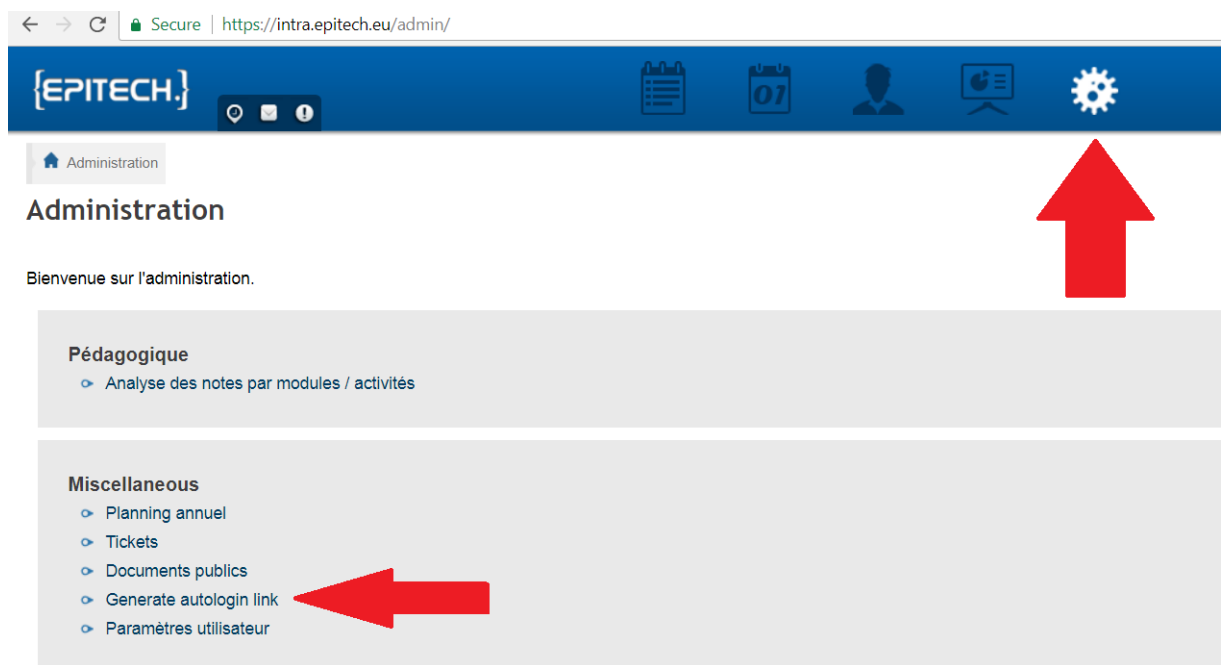 Secure | https://intra.epitech.eu/admin/
{EPITECH.}
01
Administration
Administration
Bienvenue sur l'administration.
Pédagogique
Analyse des notes par modules / activités
Miscellaneous
Planning annuel
Tickets
Documents publics
Generate autologin link
Paramètres utilisateur